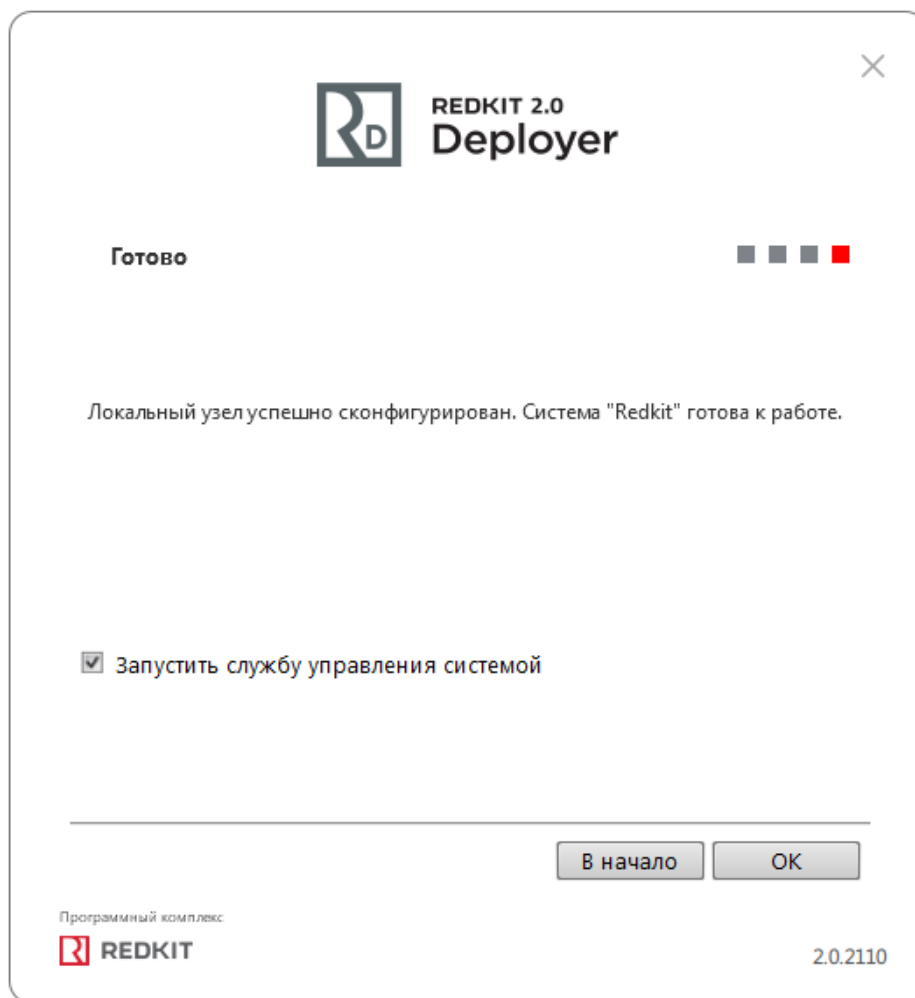 RD
REDKIT 2.0
Deployer
Готово
Локальный узел успешно сконфигурирован. Система "Redkit" готова к работе.
Запустить службу управления системой
В начало
OK
Программный комплекс
REDKIT
2.0.2110